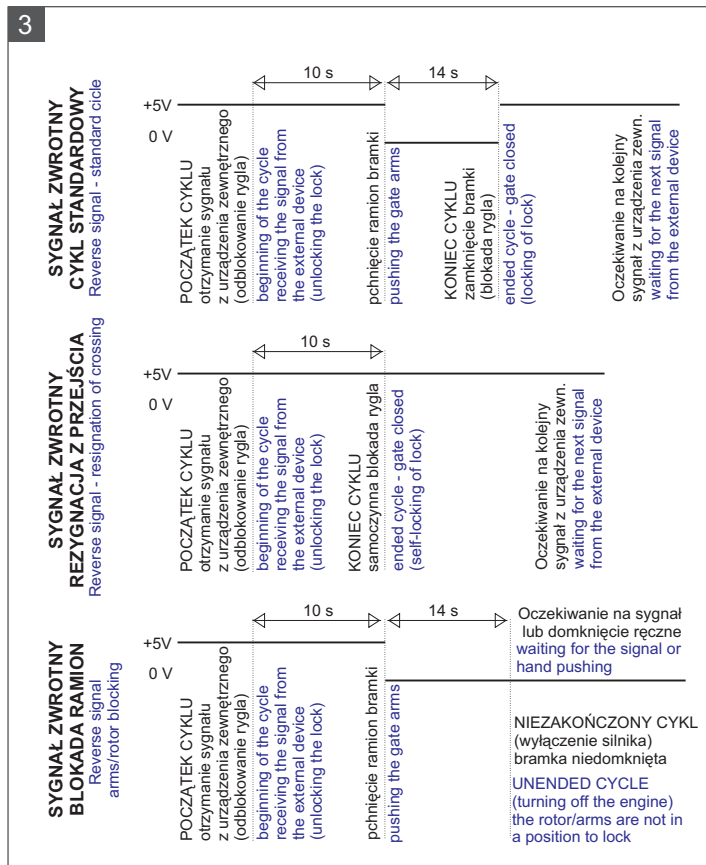 3
SYGNAŁ ZWROTNY
CYKL STANDARDOWY
Reverse signal - standard cicle
+5V
0 V
10 s
14 s
POCZĄTEK CYKLU
otrzymanie sygnału
z urządzenia zewnętrznego
(odblokowanie rygla)
beginning of the cycle
receiving the signal from
the external device
(unlocking the lock)
pchnięcie ramion bramki
pushing the gate arms
KONIEC CYKLU
zamknięcie bramki
(blokada rygla)
ended cycle - gate closed
(locking of lock)
Oczekiwanie na kolejny
sygnał z urządzenia zewn.
waiting for the next signal
from the external device
SYGNAŁ ZWROTNY
REZYGNACJA Z PRZEJŚCIA
Reverse signal - resignation of crossing
+5V
0 V
10 s
POCZĄTEK CYKLU
otrzymanie sygnału
z urządzenia zewnętrznego
(odblokowanie rygla)
beginning of the cycle
receiving the signal from
the external device
(unlocking the lock)
KONIEC CYKLU
samoczynna blokada rygla
ended cycle - gate closed
(self-locking of lock)
Oczekiwanie na kolejny
sygnał z urządzenia zewn.
waiting for the next signal
from the external device
SYGNAŁ ZWROTNY
BLOKADA RAMION
Reverse signal
arms/rotor blocking
+5V
0 V
10 s
14 s
POCZĄTEK CYKLU
otrzymanie sygnału
z urządzenia zewnętrznego
(odblokowanie rygla)
beginning of the cycle
receiving the signal from
the external device
(unlocking the lock)
pchnięcie ramion bramki
pushing the gate arms
Oczekiwanie na sygnał
lub domknięcie ręczne
waiting for the signal or
hand pushing
NIEZAKOŃCZONY CYKL
(wyłączenie silnika)
bramka niedomknięta
UNENDED CYCLE
(turning off the engine)
the rotor/arms are not in
a position to lock